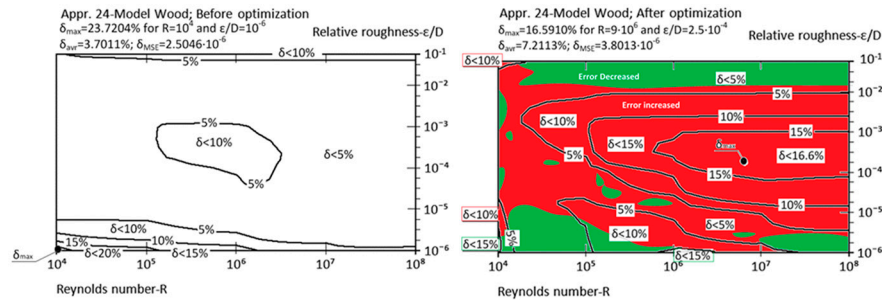 Appr. 24-Model Wood; Before optimization
δmax=23.7204% for R=10⁴ and ε/D=10⁻⁶
δavr=3.7011%; δMSE=2.5046·10⁻⁶
Relative roughness-ε/D
δ<10%
5%
10⁻¹
10⁻²
5%
10⁻³
δ<10%
δ<5%
10⁻⁴
5%
10⁻⁵
δ<10%
5%
15%
10%
10⁻⁶
δmax
δ<20%
δ<15%
10⁴
10⁵
10⁶
10⁷
10⁸
Reynolds number-R
Appr. 24-Model Wood; After optimization
δmax=16.5910% for R=9·10⁶ and ε/D=2.5·10⁻⁴
δavr=7.2113%; δMSE=3.8013·10⁻⁶
Relative roughness-ε/D
δ<10%
10⁻¹
Error Decreased
δ<5%
5%
10⁻²
Error increased
δ<10%
10%
15%
10⁻³
δ<15%
δmax
5%
δ<16.6%
15%
10⁻⁴
10%
δ<10%
5%
10⁻⁵
δ<5%
5%
δ<10%
δ<15%
δ<15%
10⁻⁶
10⁴
10⁵
10⁶
10⁷
10⁸
Reynolds number-R